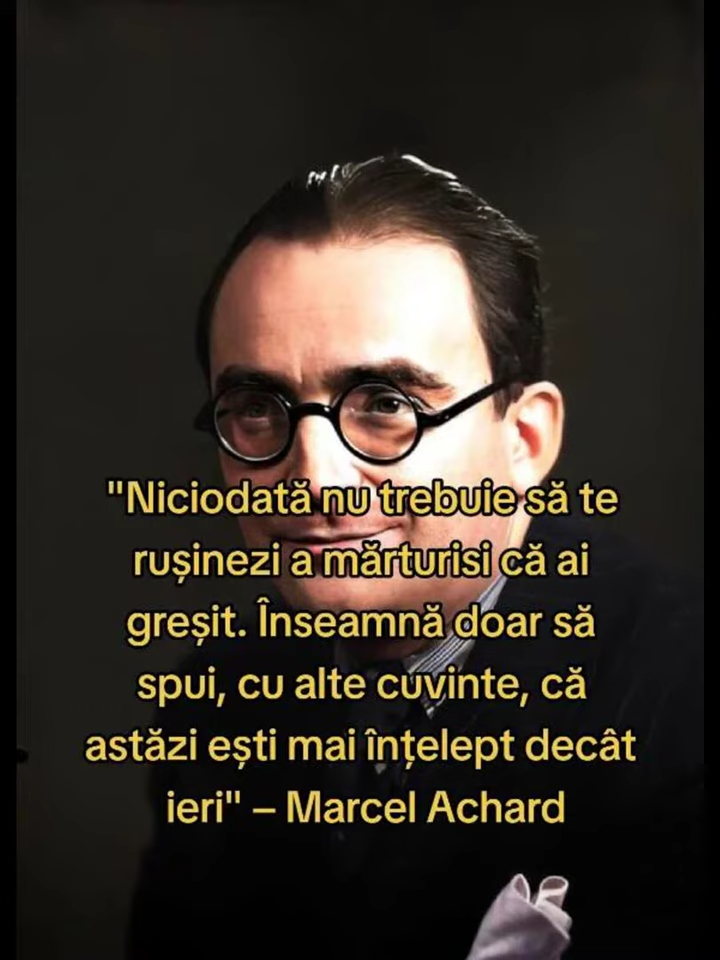 "Niciodată nu trebuie să te
rușinezi a mărturisi că ai
greșit. Înseamnă doar să
spui, cu alte cuvinte, că
astăzi ești mai înțelept decât
ieri" – Marcel Achard